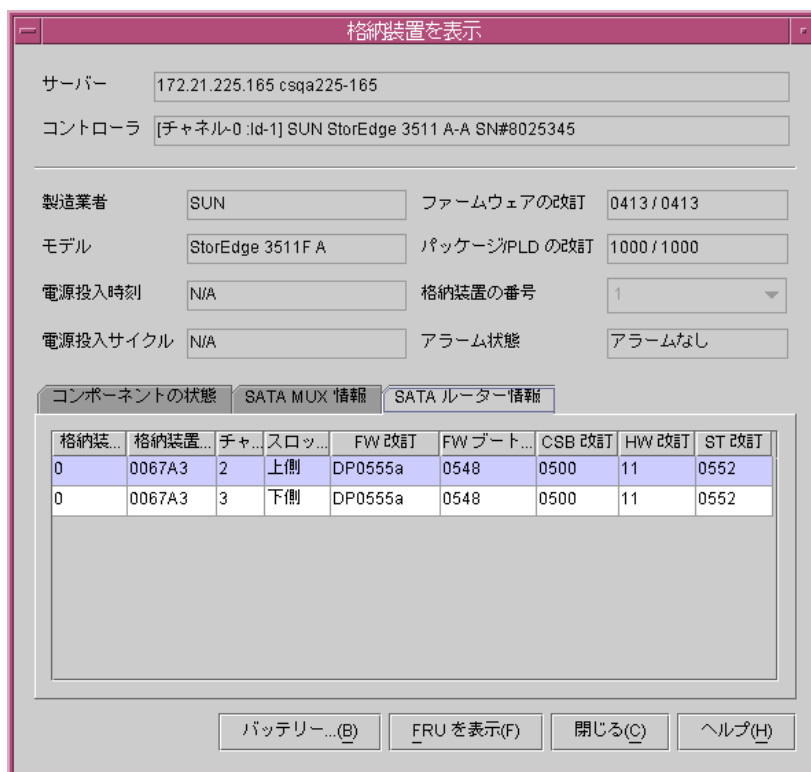 格納装置を表示
サーバー 172.21.225.165 csqa225-165
コントローラ [チャネル-0 :Id-1] SUN StorEdge 3511 A-A SN#8025345
製造業者 SUN ファームウェアの改訂 0413 / 0413
モデル StorEdge 3511F A パッケージ/PLD の改訂 1000 / 1000
電源投入時刻 N/A 格納装置の番号 1
電源投入サイクル N/A アラーム状態 アラームなし
コンポーネントの状態 SATA MUX 情報 SATA ルーター情報
格納装... 格納装置... チャ... スロッ... FW 改訂 FW ブート... CSB 改訂 HW 改訂 ST 改訂
0 0067A3 2 上側 DP0555a 0548 0500 11 0552
0 0067A3 3 下側 DP0555a 0548 0500 11 0552
バッテリー...(B) FRU を表示(F) 閉じる(C) ヘルプ(H)